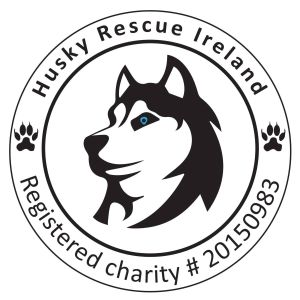 Husky Rescue Ireland
Registered charity # 20150983